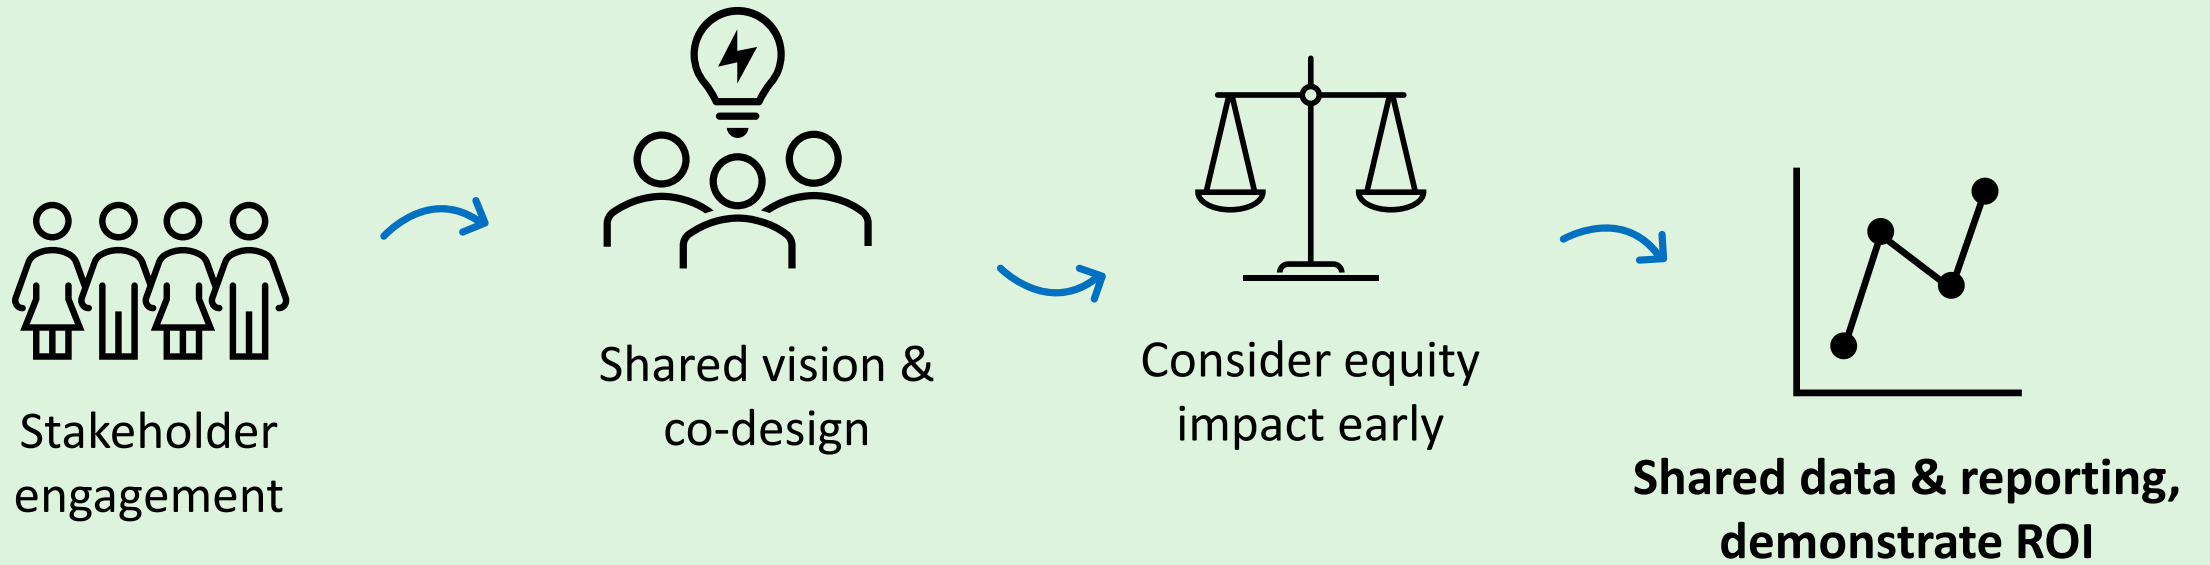 Stakeholder
engagement
Shared vision &
co-design
Consider equity
impact early
Shared data & reporting,
demonstrate ROI